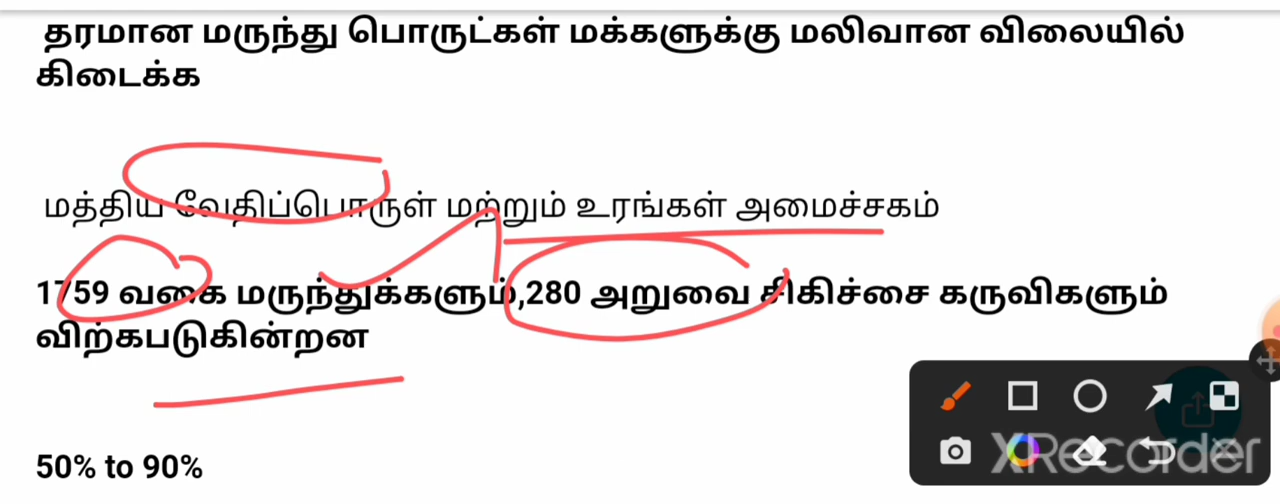 தரமான மருந்து பொருட்கள் மக்களுக்கு மலிவான விலையில்
கிடைக்க
மத்திய வேதிப்பொருள் மற்றும் உரங்கள் அமைச்சகம்
1759 வகை மருந்துக்களும்,280 அறுவை சிகிச்சை கருவிகளும்
விற்கபடுகின்றன
50% to 90%
XRecorder